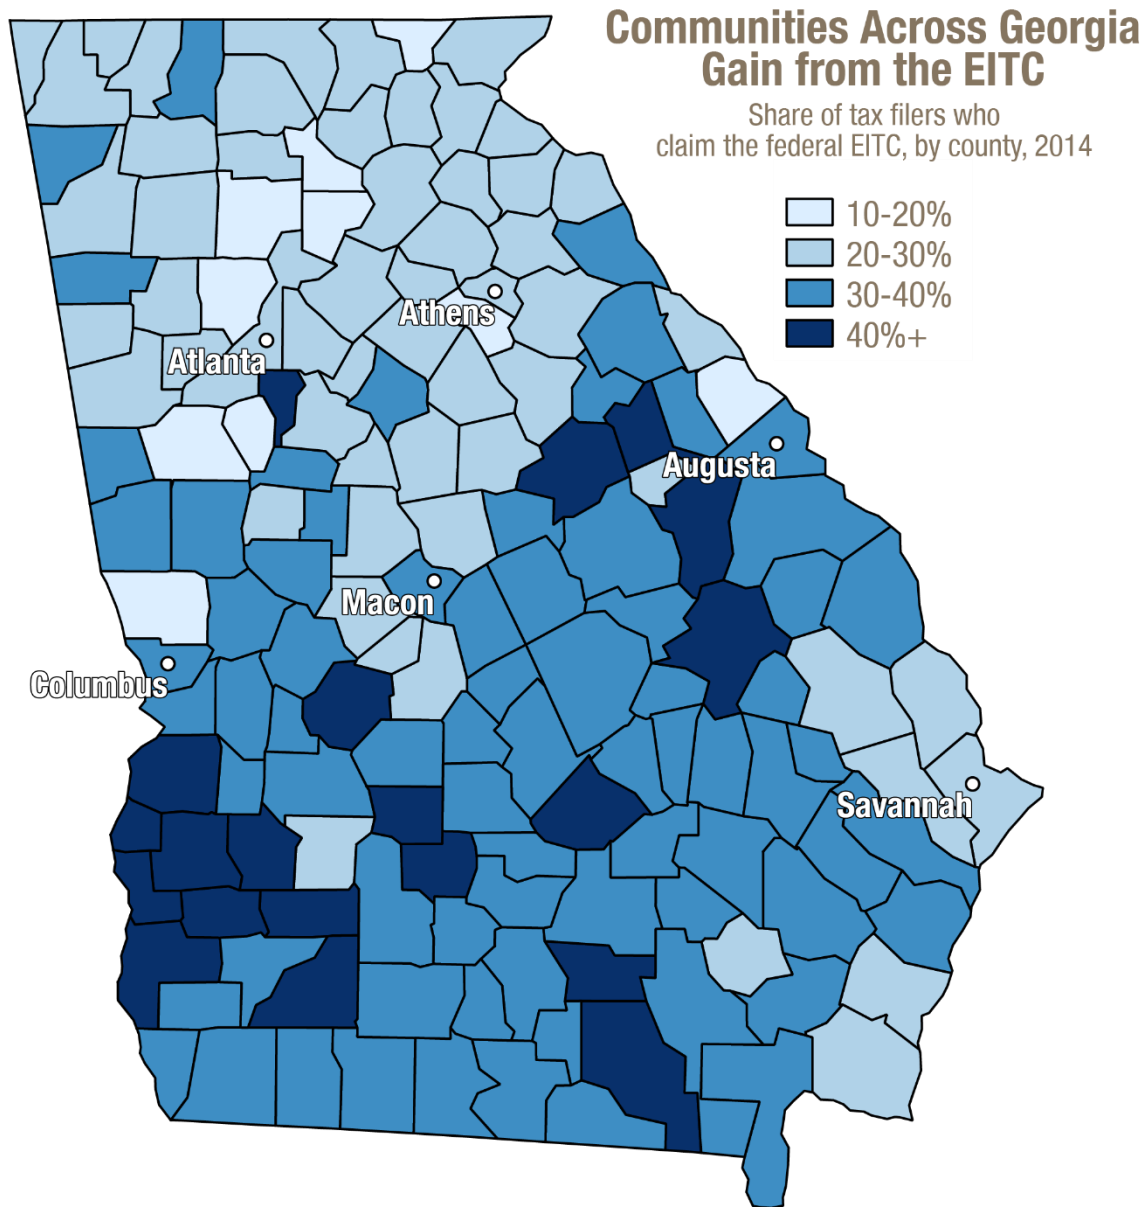 Communities Across Georgia
Gain from the EITC
Share of tax filers who
claim the federal EITC, by county, 2014
10-20%
20-30%
30-40%
40%+
Athens
Atlanta
Augusta
Macon
Columbus
Savannah